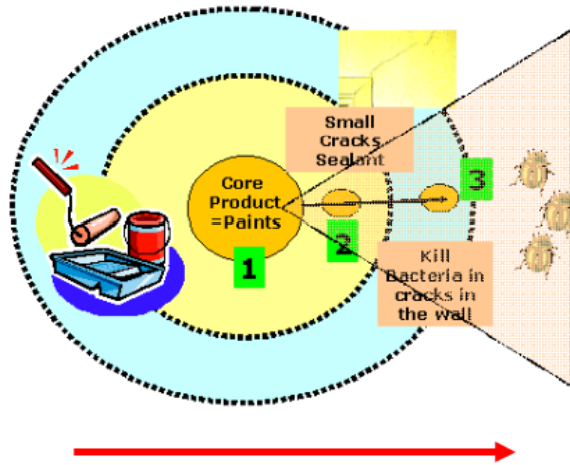 Small
Cracks
Sealant
Core
Product
=Paints
1
2
3
Kill
Bacteria in
cracks in
the wall